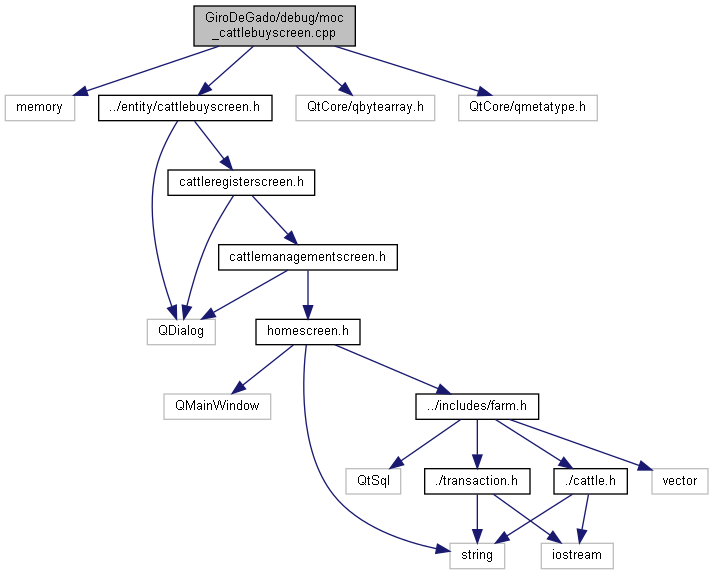 GiroDeGado/debug/moc
_cattlebuyscreen.cpp
memory
../entity/cattlebuyscreen.h
QtCore/qbytearray.h
QtCore/qmetatype.h
cattleregisterscreen.h
cattlemanagementscreen.h
QDialog
homescreen.h
QMainWindow
../includes/farm.h
QtSql
./transaction.h
./cattle.h
vector
string
iostream